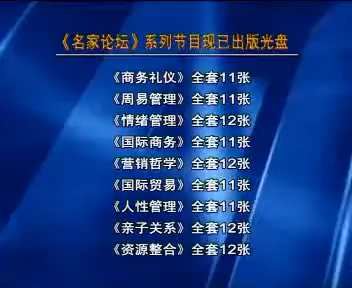 《名家论坛》系列节目现已出版光盘
《商务礼仪》全套11张
《周易管理》全套11张
《情绪管理》全套12张
《国际商务》全套11张
《营销哲学》全套12张
《国际贸易》全套11张
《人性管理》全套11张
《亲子关系》全套12张
《资源整合》全套12张